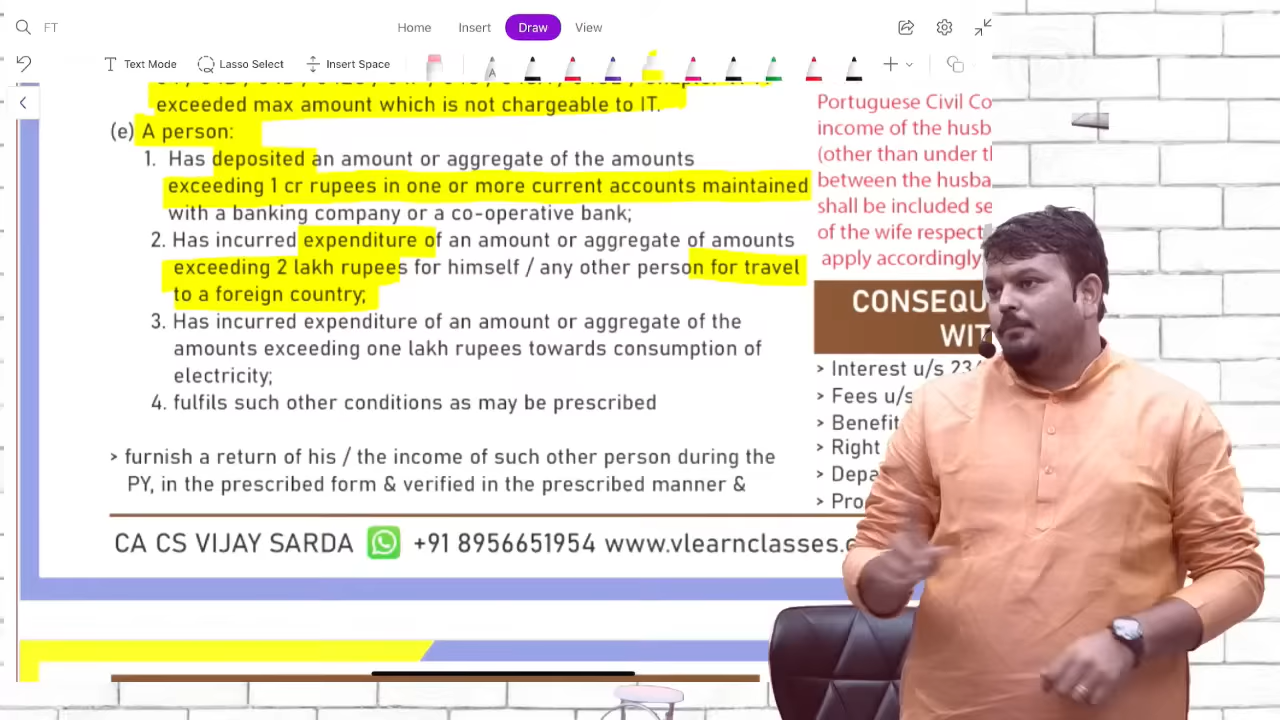 FT
Home Insert Draw View
Text Mode Lasso Select Insert Space
exceeded max amount which is not chargeable to IT.
(e) A person:
1. Has deposited an amount or aggregate of the amounts
exceeding 1 cr rupees in one or more current accounts maintained
with a banking company or a co-operative bank;
2. Has incurred expenditure of an amount or aggregate of amounts
exceeding 2 lakh rupees for himself / any other person for travel
to a foreign country;
3. Has incurred expenditure of an amount or aggregate of the
amounts exceeding one lakh rupees towards consumption of
electricity;
4. fulfils such other conditions as may be prescribed
> furnish a return of his / the income of such other person during the
PY, in the prescribed form & verified in the prescribed manner &
CA CS VIJAY SARDA +91 8956651954 www.vlearnclasses.
Portuguese Civil Co
income of the husb
(other than under t
between the husba
shall be included se
of the wife respect
apply accordingly
CONSEQU
WIT
> Interest u/s 23
> Fees u/s
> Benefit
> Right
> Depa
> Pro